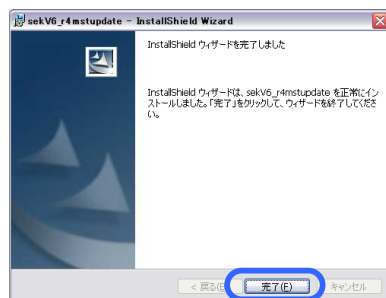 sekV6_r4mstupdate - InstallShield Wizard
InstallShield ウィザードを完了しました
InstallShield ウィザードは、sekV6_r4mstupdate を正常にイン
ストールしました。「完了」をクリックして、ウィザードを終了してくださ
い。
< 戻る(B) 完了(F) キャンセル